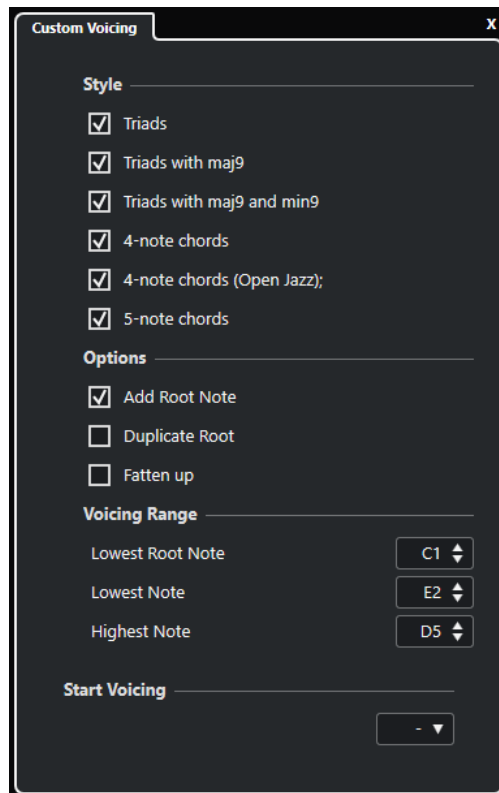 Custom Voicing X
Style
Triads
Triads with maj9
Triads with maj9 and min9
4-note chords
4-note chords (Open Jazz);
5-note chords
Options
Add Root Note
Duplicate Root
Fatten up
Voicing Range
Lowest Root Note C1
Lowest Note E2
Highest Note D5
Start Voicing
-